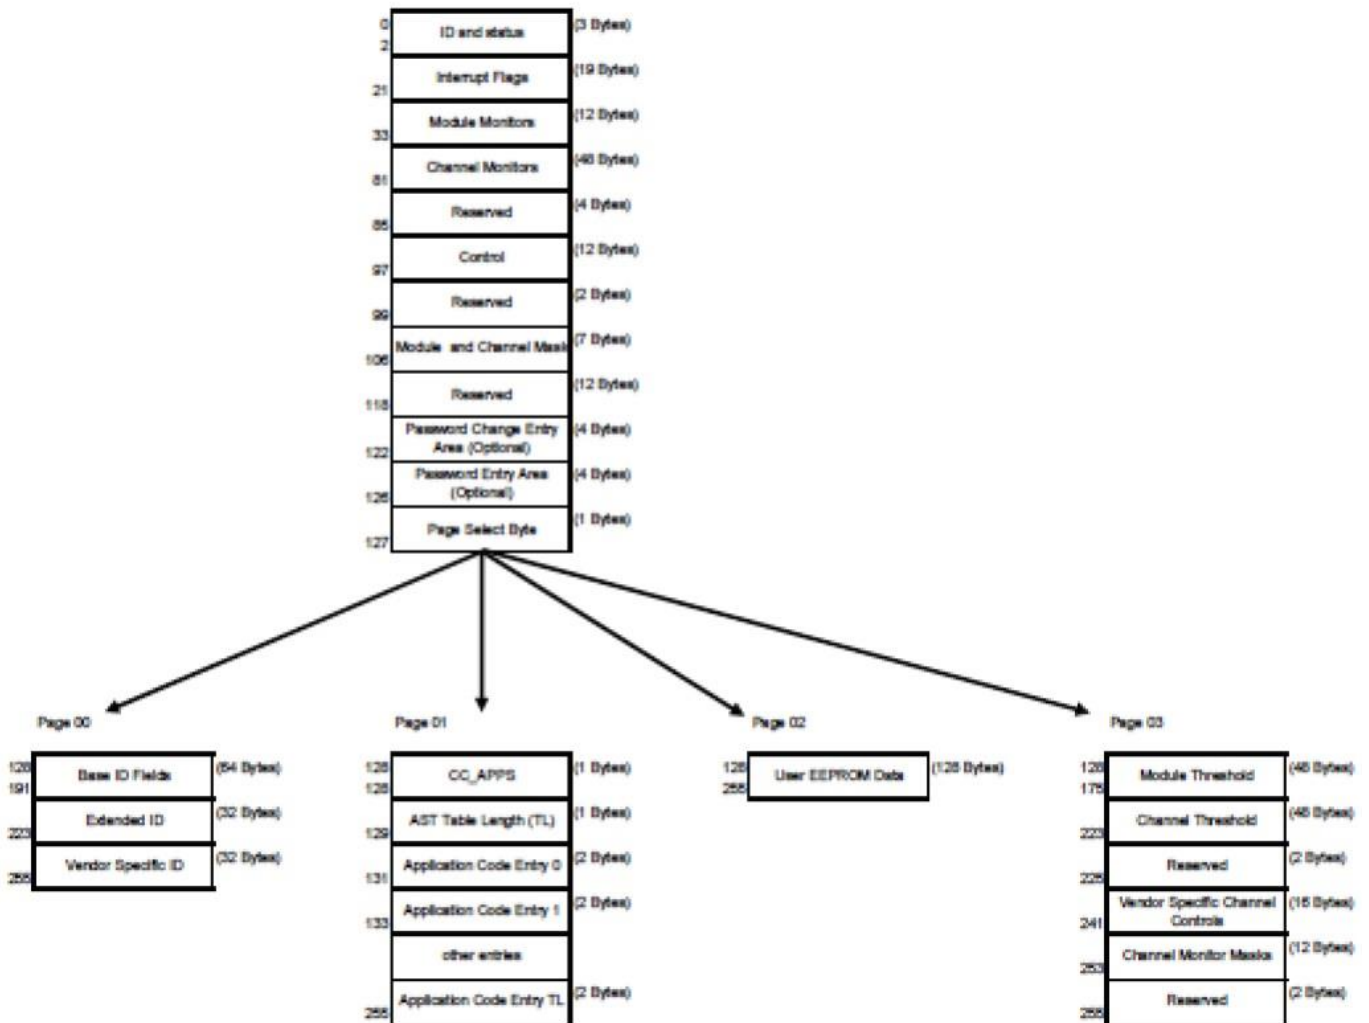 0 ID and status (3 Bytes)
2
Interrupt Flags (19 Bytes)
21
Module Monitors (12 Bytes)
33
Channel Monitors (48 Bytes)
81
Reserved (4 Bytes)
85
Control (12 Bytes)
97
Reserved (2 Bytes)
99
Module and Channel Mask (7 Bytes)
106
Reserved (12 Bytes)
118
Password Change Entry (4 Bytes)
Area (Optional)
122
Password Entry Area (4 Bytes)
(Optional)
126
Page Select Byte (1 Bytes)
127
Page 00
128 Base ID Fields (64 Bytes)
191
Extended ID (32 Bytes)
223
Vendor Specific ID (32 Bytes)
255
Page 01
128 CC_APPS (1 Bytes)
128
AST Table Length (TL) (1 Bytes)
129
Application Code Entry 0 (2 Bytes)
131
Application Code Entry 1 (2 Bytes)
133
other entries
Application Code Entry TL (2 Bytes)
255
Page 02
128 User EEPROM Data (128 Bytes)
255
Page 03
128 Module Threshold (48 Bytes)
175
Channel Threshold (48 Bytes)
223
Reserved (2 Bytes)
225
Vendor Specific Channel (16 Bytes)
Controls
241
Channel Monitor Masks (12 Bytes)
253
Reserved (2 Bytes)
255